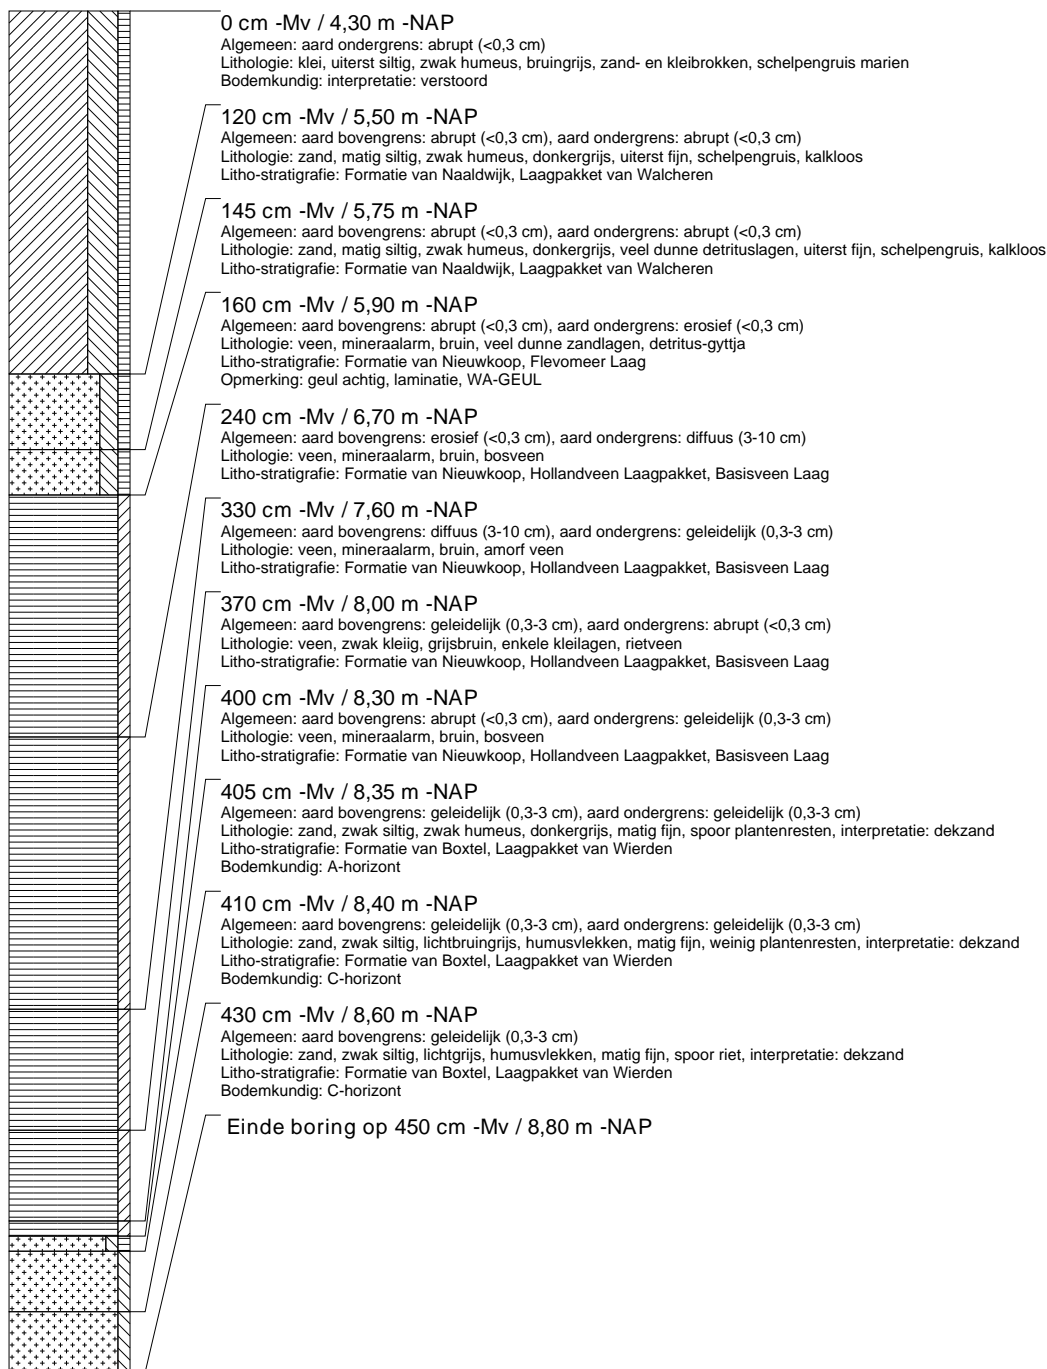 0 cm -Mv / 4,30 m -NAP
Algemeen: aard ondergrens: abrupt (<0,3 cm)
Lithologie: klei, uiterst siltig, zwak humeus, bruingrijs, zand- en kleibrokken, schelpengruis marien
Bodemkundig: interpretatie: verstoord
120 cm -Mv / 5,50 m -NAP
Algemeen: aard bovengrens: abrupt (<0,3 cm), aard ondergrens: abrupt (<0,3 cm)
Lithologie: zand, matig siltig, zwak humeus, donkergrijs, uiterst fijn, schelpengruis, kalkloos
Litho-stratigrafie: Formatie van Naaldwijk, Laagpakket van Walcheren
145 cm -Mv / 5,75 m -NAP
Algemeen: aard bovengrens: abrupt (<0,3 cm), aard ondergrens: abrupt (<0,3 cm)
Lithologie: zand, matig siltig, zwak humeus, donkergrijs, veel dunne detrituslagen, uiterst fijn, schelpengruis, kalkloos
Litho-stratigrafie: Formatie van Naaldwijk, Laagpakket van Walcheren
160 cm -Mv / 5,90 m -NAP
Algemeen: aard bovengrens: abrupt (<0,3 cm), aard ondergrens: erosief (<0,3 cm)
Lithologie: veen, mineraalarm, bruin, veel dunne zandlagen, detritus-gyttja
Litho-stratigrafie: Formatie van Nieuwkoop, Flevomeer Laag
Opmerking: geul achtig, laminatie, WA-GEUL
240 cm -Mv / 6,70 m -NAP
Algemeen: aard bovengrens: erosief (<0,3 cm), aard ondergrens: diffuus (3-10 cm)
Lithologie: veen, mineraalarm, bruin, bosveen
Litho-stratigrafie: Formatie van Nieuwkoop, Hollandveen Laagpakket, Basisveen Laag
330 cm -Mv / 7,60 m -NAP
Algemeen: aard bovengrens: diffuus (3-10 cm), aard ondergrens: geleidelijk (0,3-3 cm)
Lithologie: veen, mineraalarm, bruin, amorf veen
Litho-stratigrafie: Formatie van Nieuwkoop, Hollandveen Laagpakket, Basisveen Laag
370 cm -Mv / 8,00 m -NAP
Algemeen: aard bovengrens: geleidelijk (0,3-3 cm), aard ondergrens: abrupt (<0,3 cm)
Lithologie: veen, zwak kleiig, grijsbruin, enkele kleilagen, rietveen
Litho-stratigrafie: Formatie van Nieuwkoop, Hollandveen Laagpakket, Basisveen Laag
400 cm -Mv / 8,30 m -NAP
Algemeen: aard bovengrens: abrupt (<0,3 cm), aard ondergrens: geleidelijk (0,3-3 cm)
Lithologie: veen, mineraalarm, bruin, bosveen
Litho-stratigrafie: Formatie van Nieuwkoop, Hollandveen Laagpakket, Basisveen Laag
405 cm -Mv / 8,35 m -NAP
Algemeen: aard bovengrens: geleidelijk (0,3-3 cm), aard ondergrens: geleidelijk (0,3-3 cm)
Lithologie: zand, zwak siltig, zwak humeus, donkergrijs, matig fijn, spoor plantenresten, interpretatie: dekzand
Litho-stratigrafie: Formatie van Boxtel, Laagpakket van Wierden
Bodemkundig: A-horizont
410 cm -Mv / 8,40 m -NAP
Algemeen: aard bovengrens: geleidelijk (0,3-3 cm), aard ondergrens: geleidelijk (0,3-3 cm)
Lithologie: zand, zwak siltig, lichtbruingrijs, humusvlekken, matig fijn, weinig plantenresten, interpretatie: dekzand
Litho-stratigrafie: Formatie van Boxtel, Laagpakket van Wierden
Bodemkundig: C-horizont
430 cm -Mv / 8,60 m -NAP
Algemeen: aard bovengrens: geleidelijk (0,3-3 cm)
Lithologie: zand, zwak siltig, lichtgrijs, humusvlekken, matig fijn, spoor riet, interpretatie: dekzand
Litho-stratigrafie: Formatie van Boxtel, Laagpakket van Wierden
Bodemkundig: C-horizont
Einde boring op 450 cm -Mv / 8,80 m -NAP